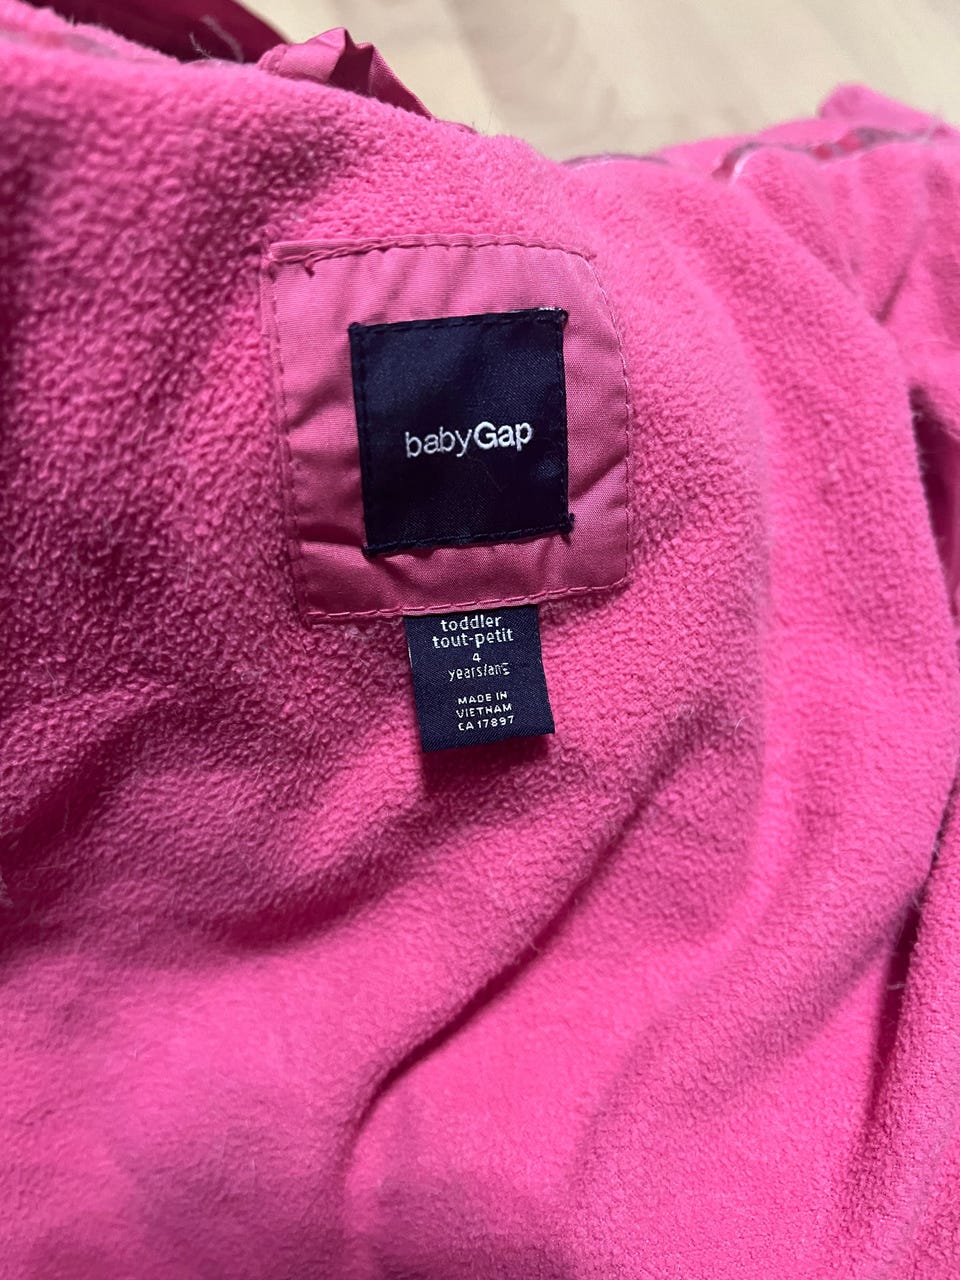 babyGap
toddler
tout-petit
4
years/ans
MADE IN
VIETNAM
CA 17897